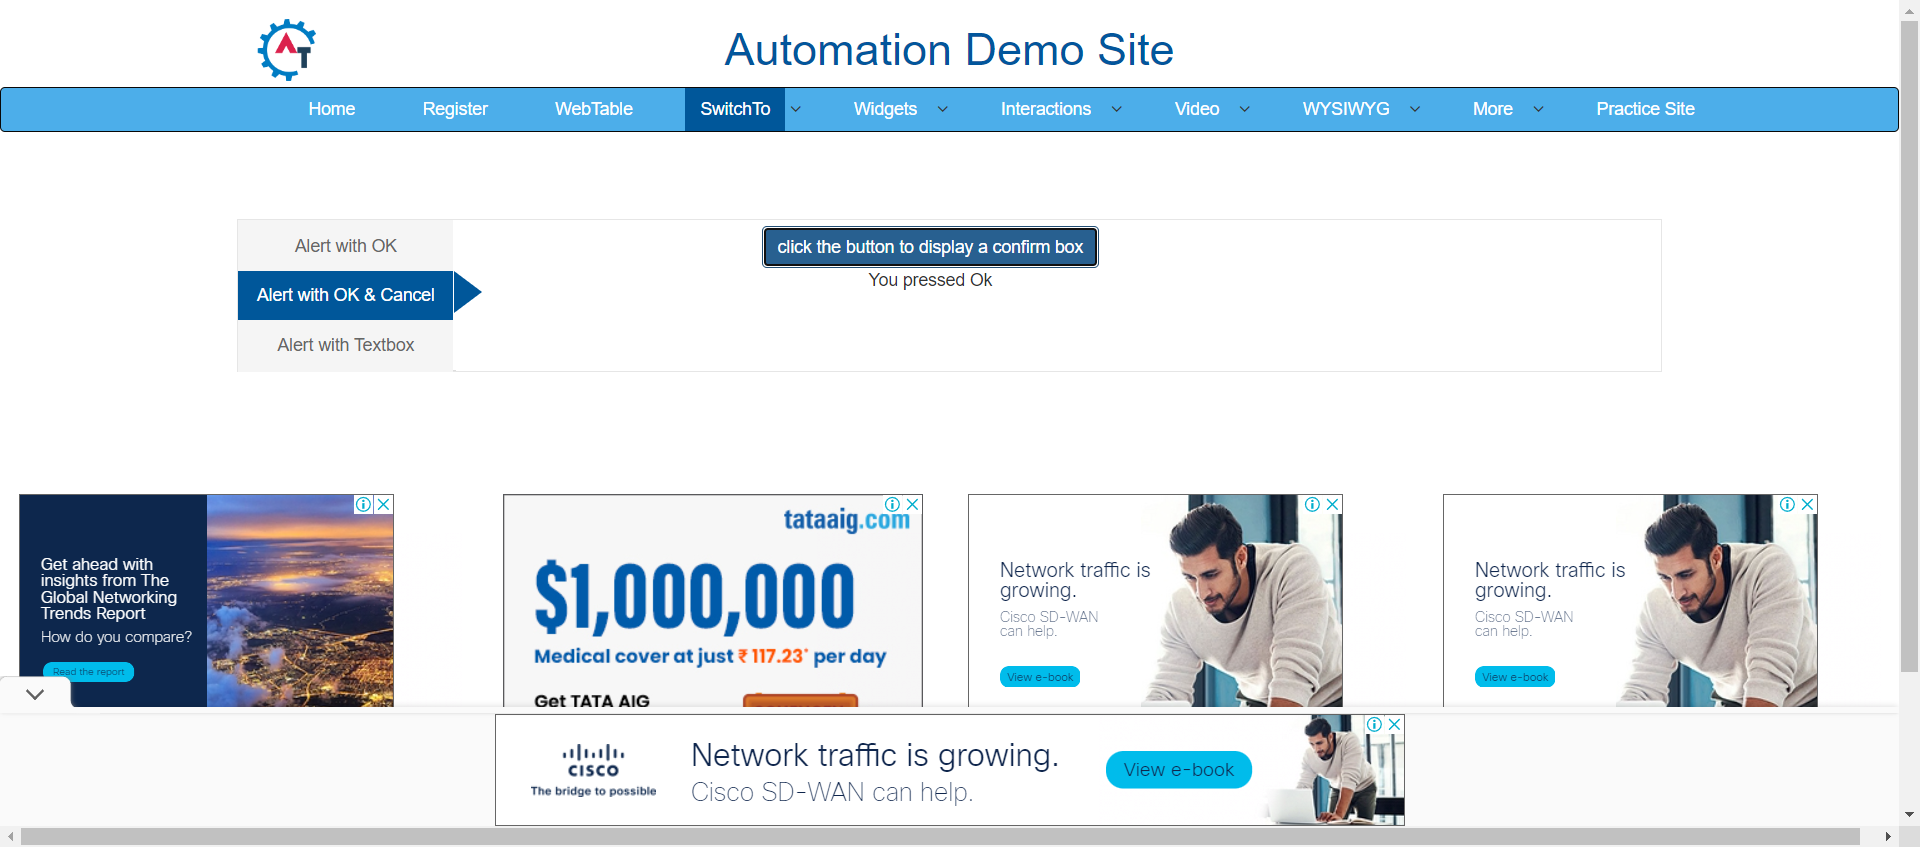 AT
Automation Demo Site
Home Register WebTable SwitchTo Widgets Interactions Video WYSIWYG More Practice Site
Alert with OK
Alert with OK & Cancel
Alert with Textbox
click the button to display a confirm box
You pressed Ok
Get ahead with
insights from The
Global Networking
Trends Report
How do you compare?
Read the report
tataaig.com
$1,000,000
Medical cover at just ₹ 117.23* per day
Get TATA AIG
Network traffic is
growing.
Cisco SD-WAN
can help.
View e-book
Network traffic is
growing.
Cisco SD-WAN
can help.
View e-book
CISCO
The bridge to possible
Network traffic is growing.
Cisco SD-WAN can help.
View e-book